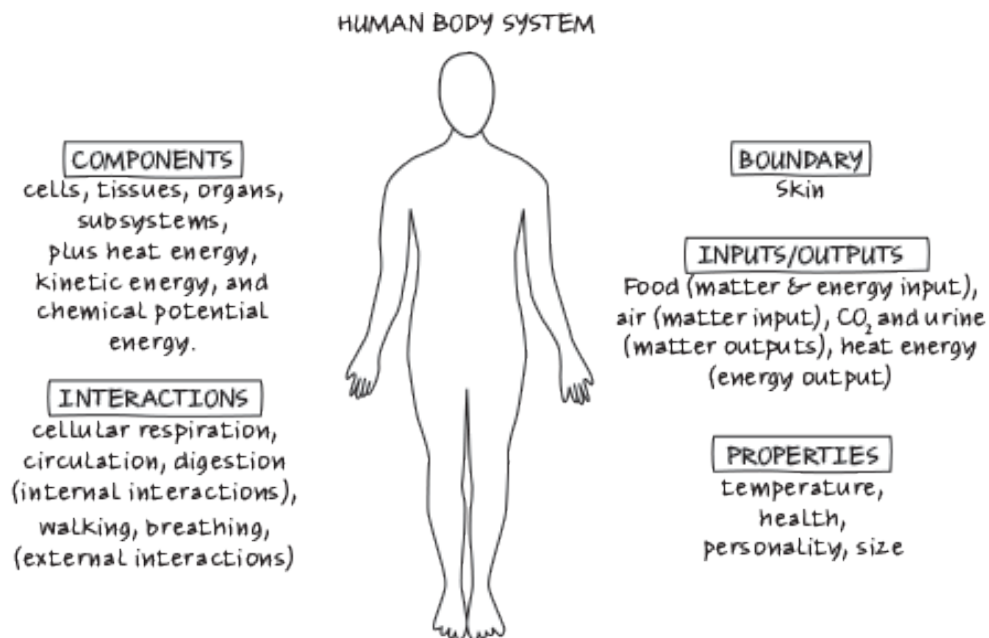 HUMAN BODY SYSTEM
COMPONENTS
cells, tissues, organs,
subsystems,
plus heat energy,
kinetic energy, and
chemical potential
energy.
INTERACTIONS
cellular respiration,
circulation, digestion
(internal interactions),
walking, breathing,
(external interactions)
BOUNDARY
Skin
INPUTS/OUTPUTS
Food (matter & energy input),
air (matter input), CO₂ and urine
(matter outputs), heat energy
(energy output)
PROPERTIES
temperature,
health,
personality, size